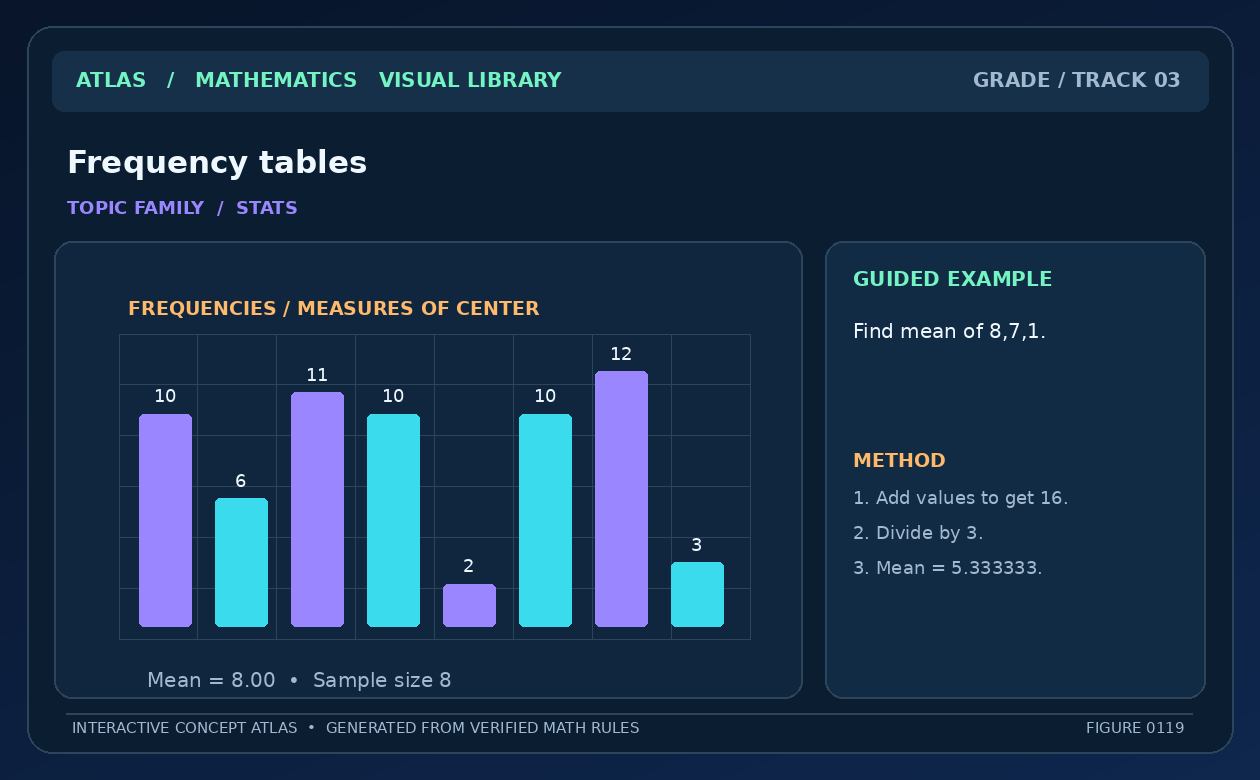 ATLAS / MATHEMATICS VISUAL LIBRARY
GRADE / TRACK 03
Frequency tables
TOPIC FAMILY / STATS
FREQUENCIES / MEASURES OF CENTER
10
6
11
10
2
10
12
3
Mean = 8.00 • Sample size 8
GUIDED EXAMPLE
Find mean of 8,7,1.
METHOD
1. Add values to get 16.
2. Divide by 3.
3. Mean = 5.333333.
INTERACTIVE CONCEPT ATLAS • GENERATED FROM VERIFIED MATH RULES
FIGURE 0119